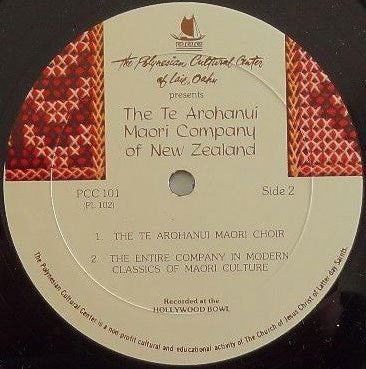 The Polynesian Cultural Center
of Laie, Oahu
presents
The Te Arohanui
Maori Company
of New Zealand
PCC 101
(PL 102)
Side 2
1. THE TE AROHANUI MAORI CHOIR
2. THE ENTIRE COMPANY IN MODERN
CLASSICS OF MAORI CULTURE
Recorded at the
HOLLYWOOD BOWL
The Polynesian Cultural Center is a non-profit cultural and educational activity of The Church of Jesus Christ of Latter-day Saints.